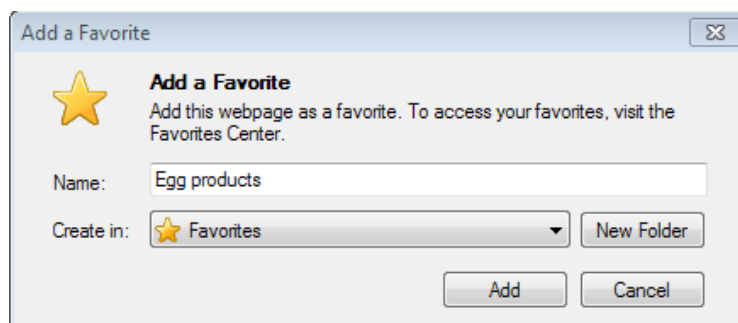 Add a Favorite
Add a Favorite
Add this webpage as a favorite. To access your favorites, visit the
Favorites Center.
Name: Egg products
Create in: Favorites New Folder
Add Cancel